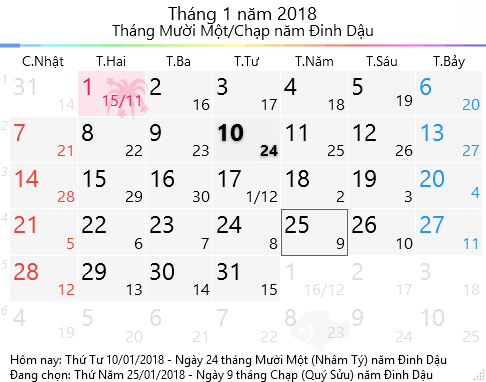 Tháng 1 năm 2018
Tháng Mười Một/Chạp năm Đinh Dậu
C.Nhật T.Hai T.Ba T.Tư T.Năm T.Sáu T.Bảy
1 31 14 1 15/11 2 16 3 17 4 18 5 19 6 20
2 7 21 8 22 9 23 10 24 11 25 12 26 13 27
3 14 28 15 29 16 30 17 1/12 18 2 19 3 20 4
4 21 5 22 6 23 7 24 8 25 9 26 10 27 11
5 28 12 29 13 30 14 31 15 1 16/12 2 17 3 18
6 4 19 5 20 6 21 7 22 8 23 9 24 10 25
Hôm nay: Thứ Tư 10/01/2018 - Ngày 24 tháng Mười Một (Nhâm Tý) năm Đinh Dậu
Đang chọn: Thứ Năm 25/01/2018 - Ngày 9 tháng Chạp (Quý Sửu) năm Đinh Dậu